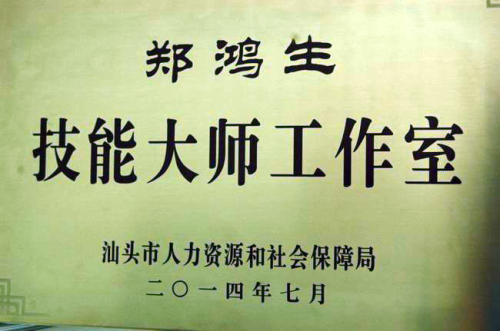 郑鸿生
技能大师工作室
汕头市人力资源和社会保障局
二〇一四年七月